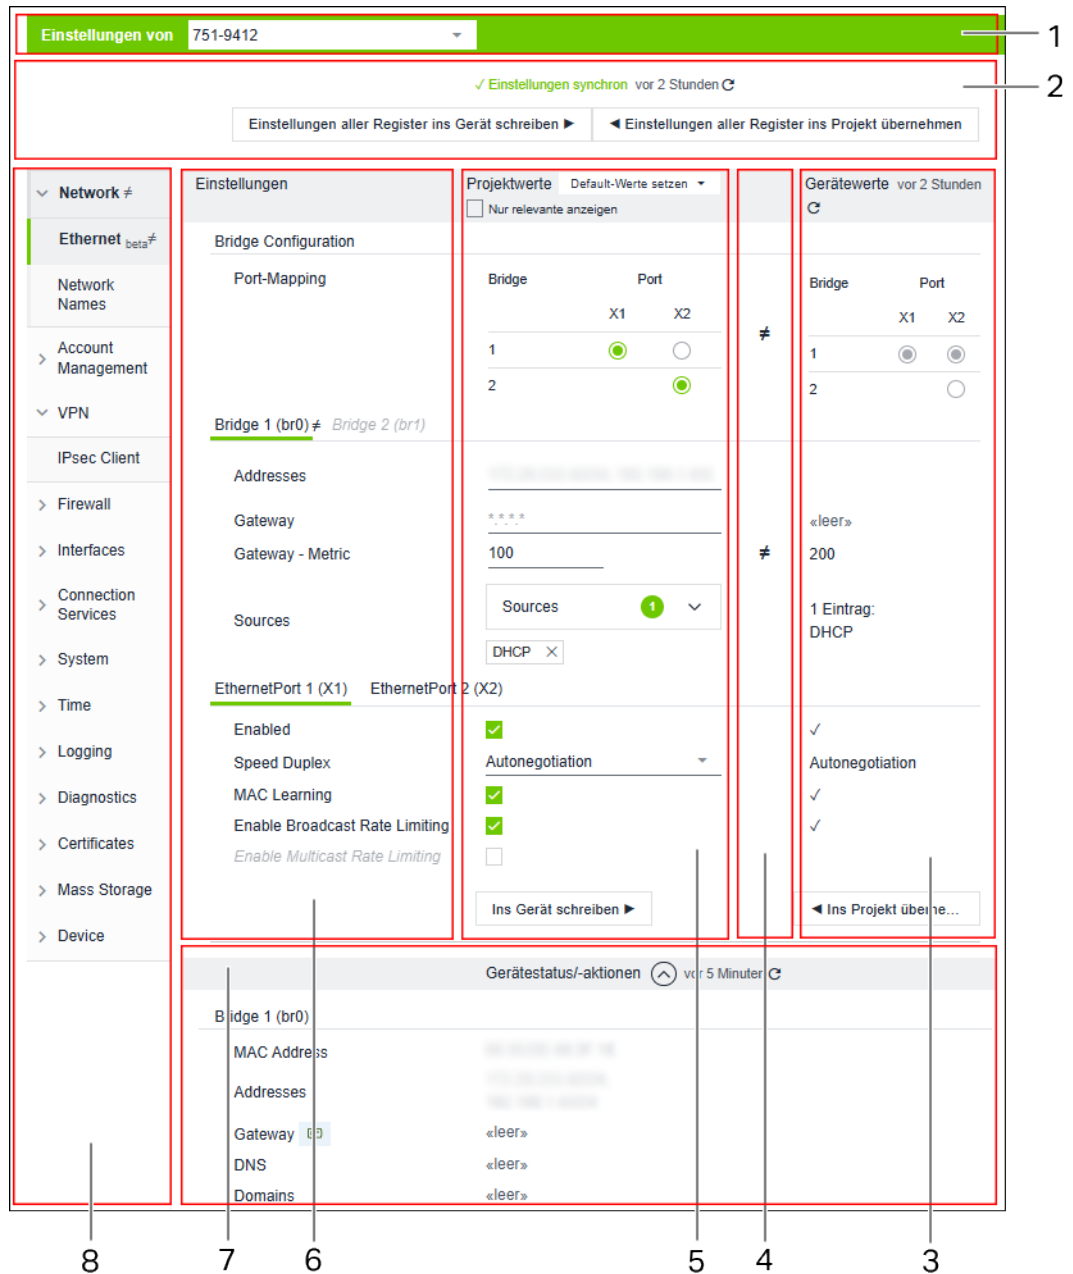 Einstellungen von 751-9412
1
✓ Einstellungen synchron vor 2 Stunden
2
Einstellungen aller Register ins Gerät schreiben ▶
◀ Einstellungen aller Register ins Projekt übernehmen
Network ≠
Ethernet beta≠
Network
Names
Account
Management
VPN
IPsec Client
Firewall
Interfaces
Connection
Services
System
Time
Logging
Diagnostics
Certificates
Mass Storage
Device
Einstellungen
Projektwerte Default-Werte setzen
Nur relevante anzeigen
Gerätewerte vor 2 Stunden
Bridge Configuration
Port-Mapping
Bridge Port
X1 X2
1
2
≠
Bridge Port
X1 X2
1
2
Bridge 1 (br0) ≠ Bridge 2 (br1)
Addresses
Gateway *.*.*.* «leer»
Gateway - Metric 100 ≠ 200
Sources Sources 1
DHCP ×
1 Eintrag:
DHCP
EthernetPort 1 (X1) EthernetPort 2 (X2)
Enabled ✓
Speed Duplex Autonegotiation Autonegotiation
MAC Learning ✓
Enable Broadcast Rate Limiting ✓
Enable Multicast Rate Limiting
Ins Gerät schreiben ▶
◀ Ins Projekt überne...
Gerätestatus/-aktionen vor 5 Minuten
Bridge 1 (br0)
MAC Address
Addresses
Gateway «leer»
DNS «leer»
Domains «leer»
8 7 6 5 4 3